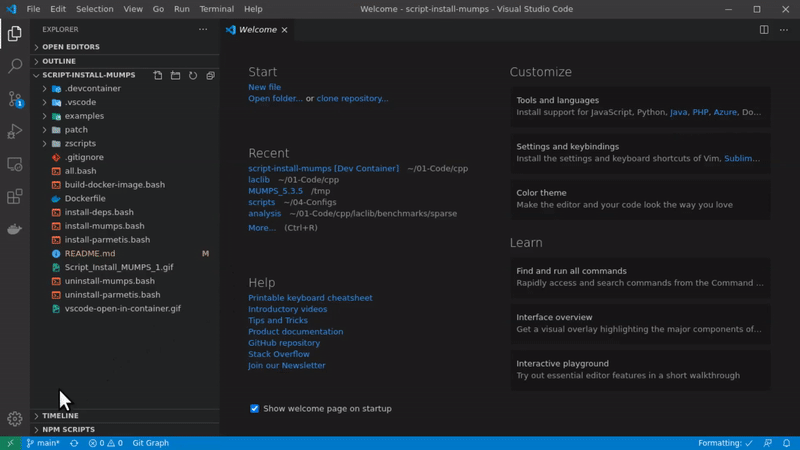 File Edit Selection View Go Run Terminal Help
Welcome - script-install-mumps - Visual Studio Code
EXPLORER
OPEN EDITORS
OUTLINE
SCRIPT-INSTALL-MUMPS
.devcontainer
.vscode
examples
patch
zscripts
.gitignore
all.bash
build-docker-image.bash
Dockerfile
install-deps.bash
install-mumps.bash
install-parmetis.bash
README.md M
Script_Install_MUMPS_1.gif
uninstall-mumps.bash
uninstall-parmetis.bash
vscode-open-in-container.gif
TIMELINE
NPM SCRIPTS
1
Welcome
Start
New file
Open folder... or clone repository...
Recent
script-install-mumps [Dev Container] ~/01-Code/cpp
laclib ~/01-Code/cpp
MUMPS_5.3.5 /tmp
scripts ~/04-Configs
analysis ~/01-Code/cpp/laclib/benchmarks/sparse
More... (Ctrl+R)
Help
Printable keyboard cheatsheet
Introductory videos
Tips and Tricks
Product documentation
GitHub repository
Stack Overflow
Join our Newsletter
Show welcome page on startup
Customize
Tools and languages
Install support for JavaScript, Python, Java, PHP, Azure, Do...
Settings and keybindings
Install the settings and keyboard shortcuts of Vim, Sublim...
Color theme
Make the editor and your code look the way you love
Learn
Find and run all commands
Rapidly access and search commands from the Command ...
Interface overview
Get a visual overlay highlighting the major components of...
Interactive playground
Try out essential editor features in a short walkthrough
main* 0 0 Git Graph
Formatting: ✓